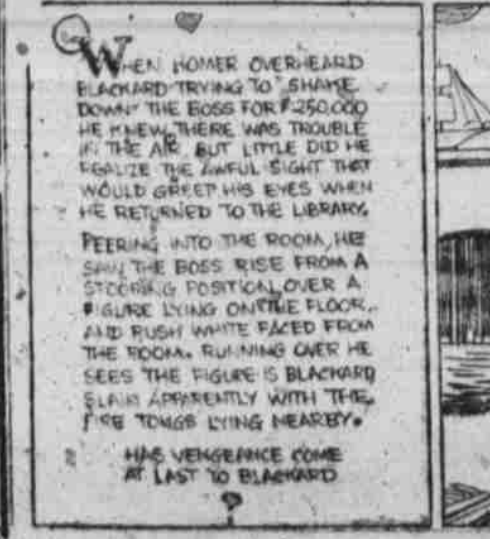 WHEN HOMER OVERHEARD
BLACKARD TRYING TO "SHAKE
DOWN" THE BOSS FOR $250,000
HE KNEW THERE WAS TROUBLE
IN THE AIR. BUT LITTLE DID HE
REALIZE THE AWFUL SIGHT THAT
WOULD GREET HIS EYES WHEN
HE RETURNED TO THE LIBRARY.
PEERING INTO THE ROOM, HE
SAW THE BOSS RISE FROM A
STOOPING POSITION OVER A
FIGURE LYING ON THE FLOOR,
AND RUSH WHITE FACED FROM
THE ROOM. RUNNING OVER HE
SEES THE FIGURE IS BLACKARD
SLAIN APPARENTLY WITH THE
FIRE TONGS LYING NEARBY.
HAS VENGEANCE COME
AT LAST TO BLACKARD
?